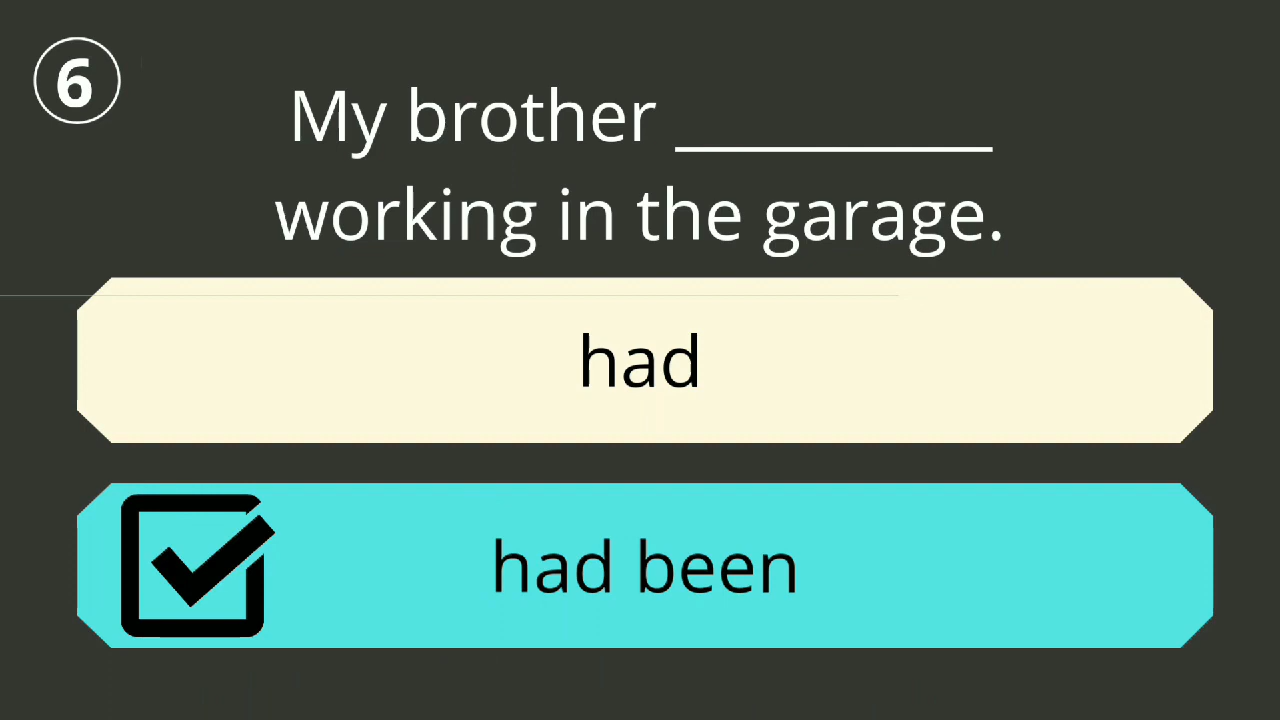 6
My brother __________
working in the garage.
had
had been